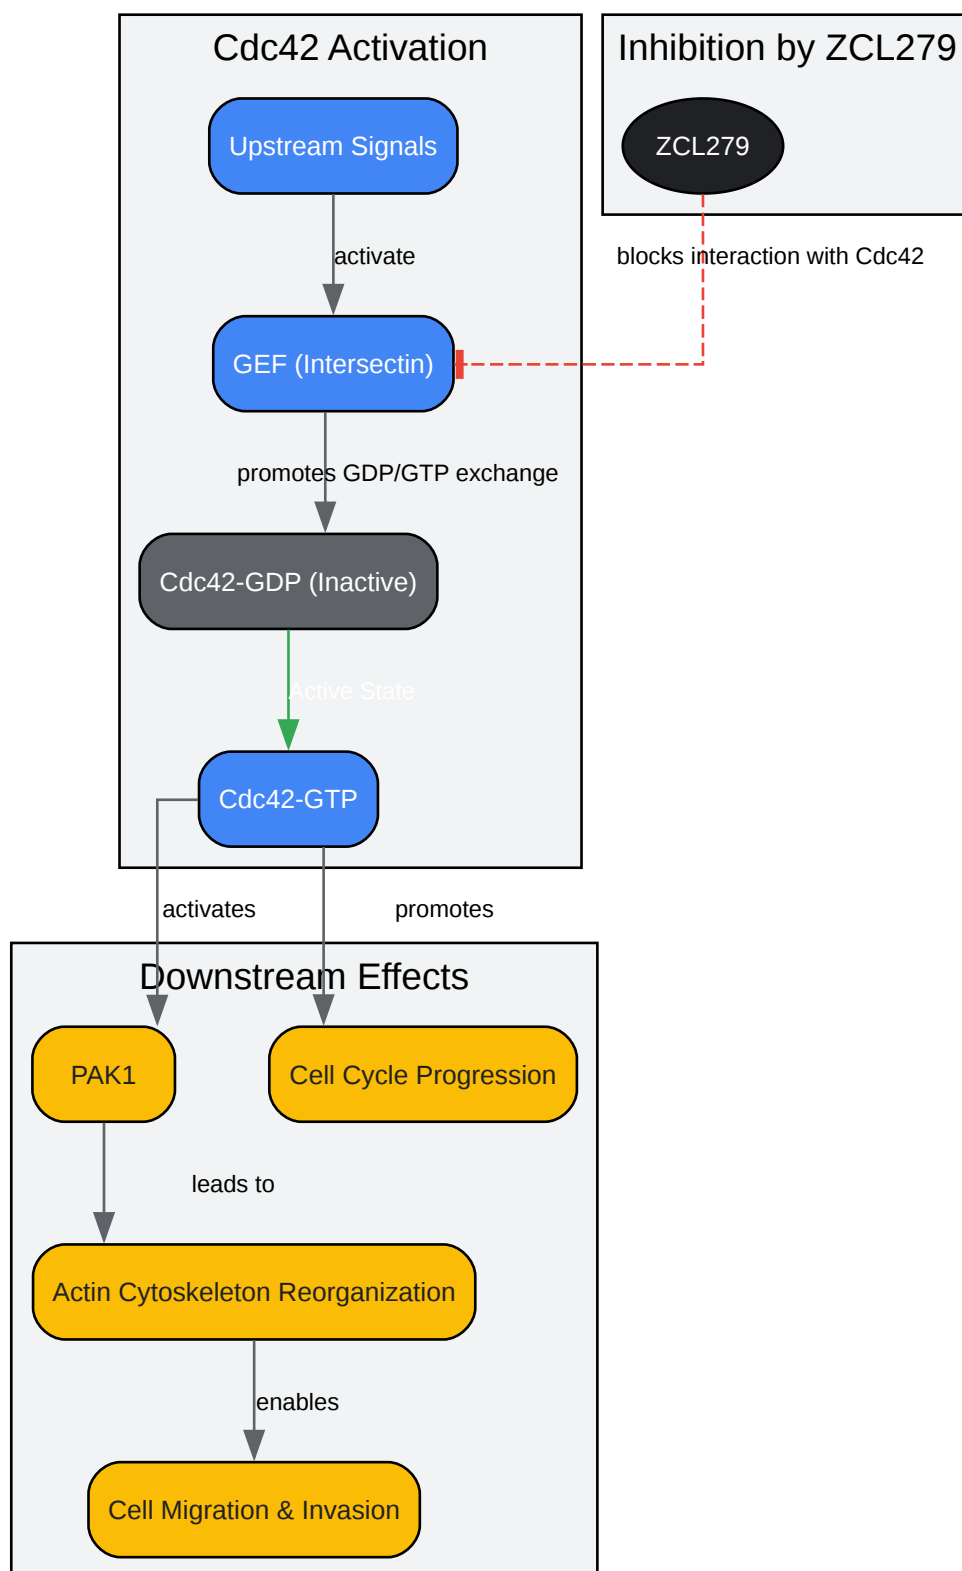 Cdc42 Activation
Inhibition by ZCL279
Upstream Signals
ZCL279
activate
blocks interaction with Cdc42
GEF (Intersectin)
promotes GDP/GTP exchange
Cdc42-GDP (Inactive)
Active State
Cdc42-GTP
activates
promotes
Downstream Effects
PAK1
Cell Cycle Progression
leads to
Actin Cytoskeleton Reorganization
enables
Cell Migration & Invasion